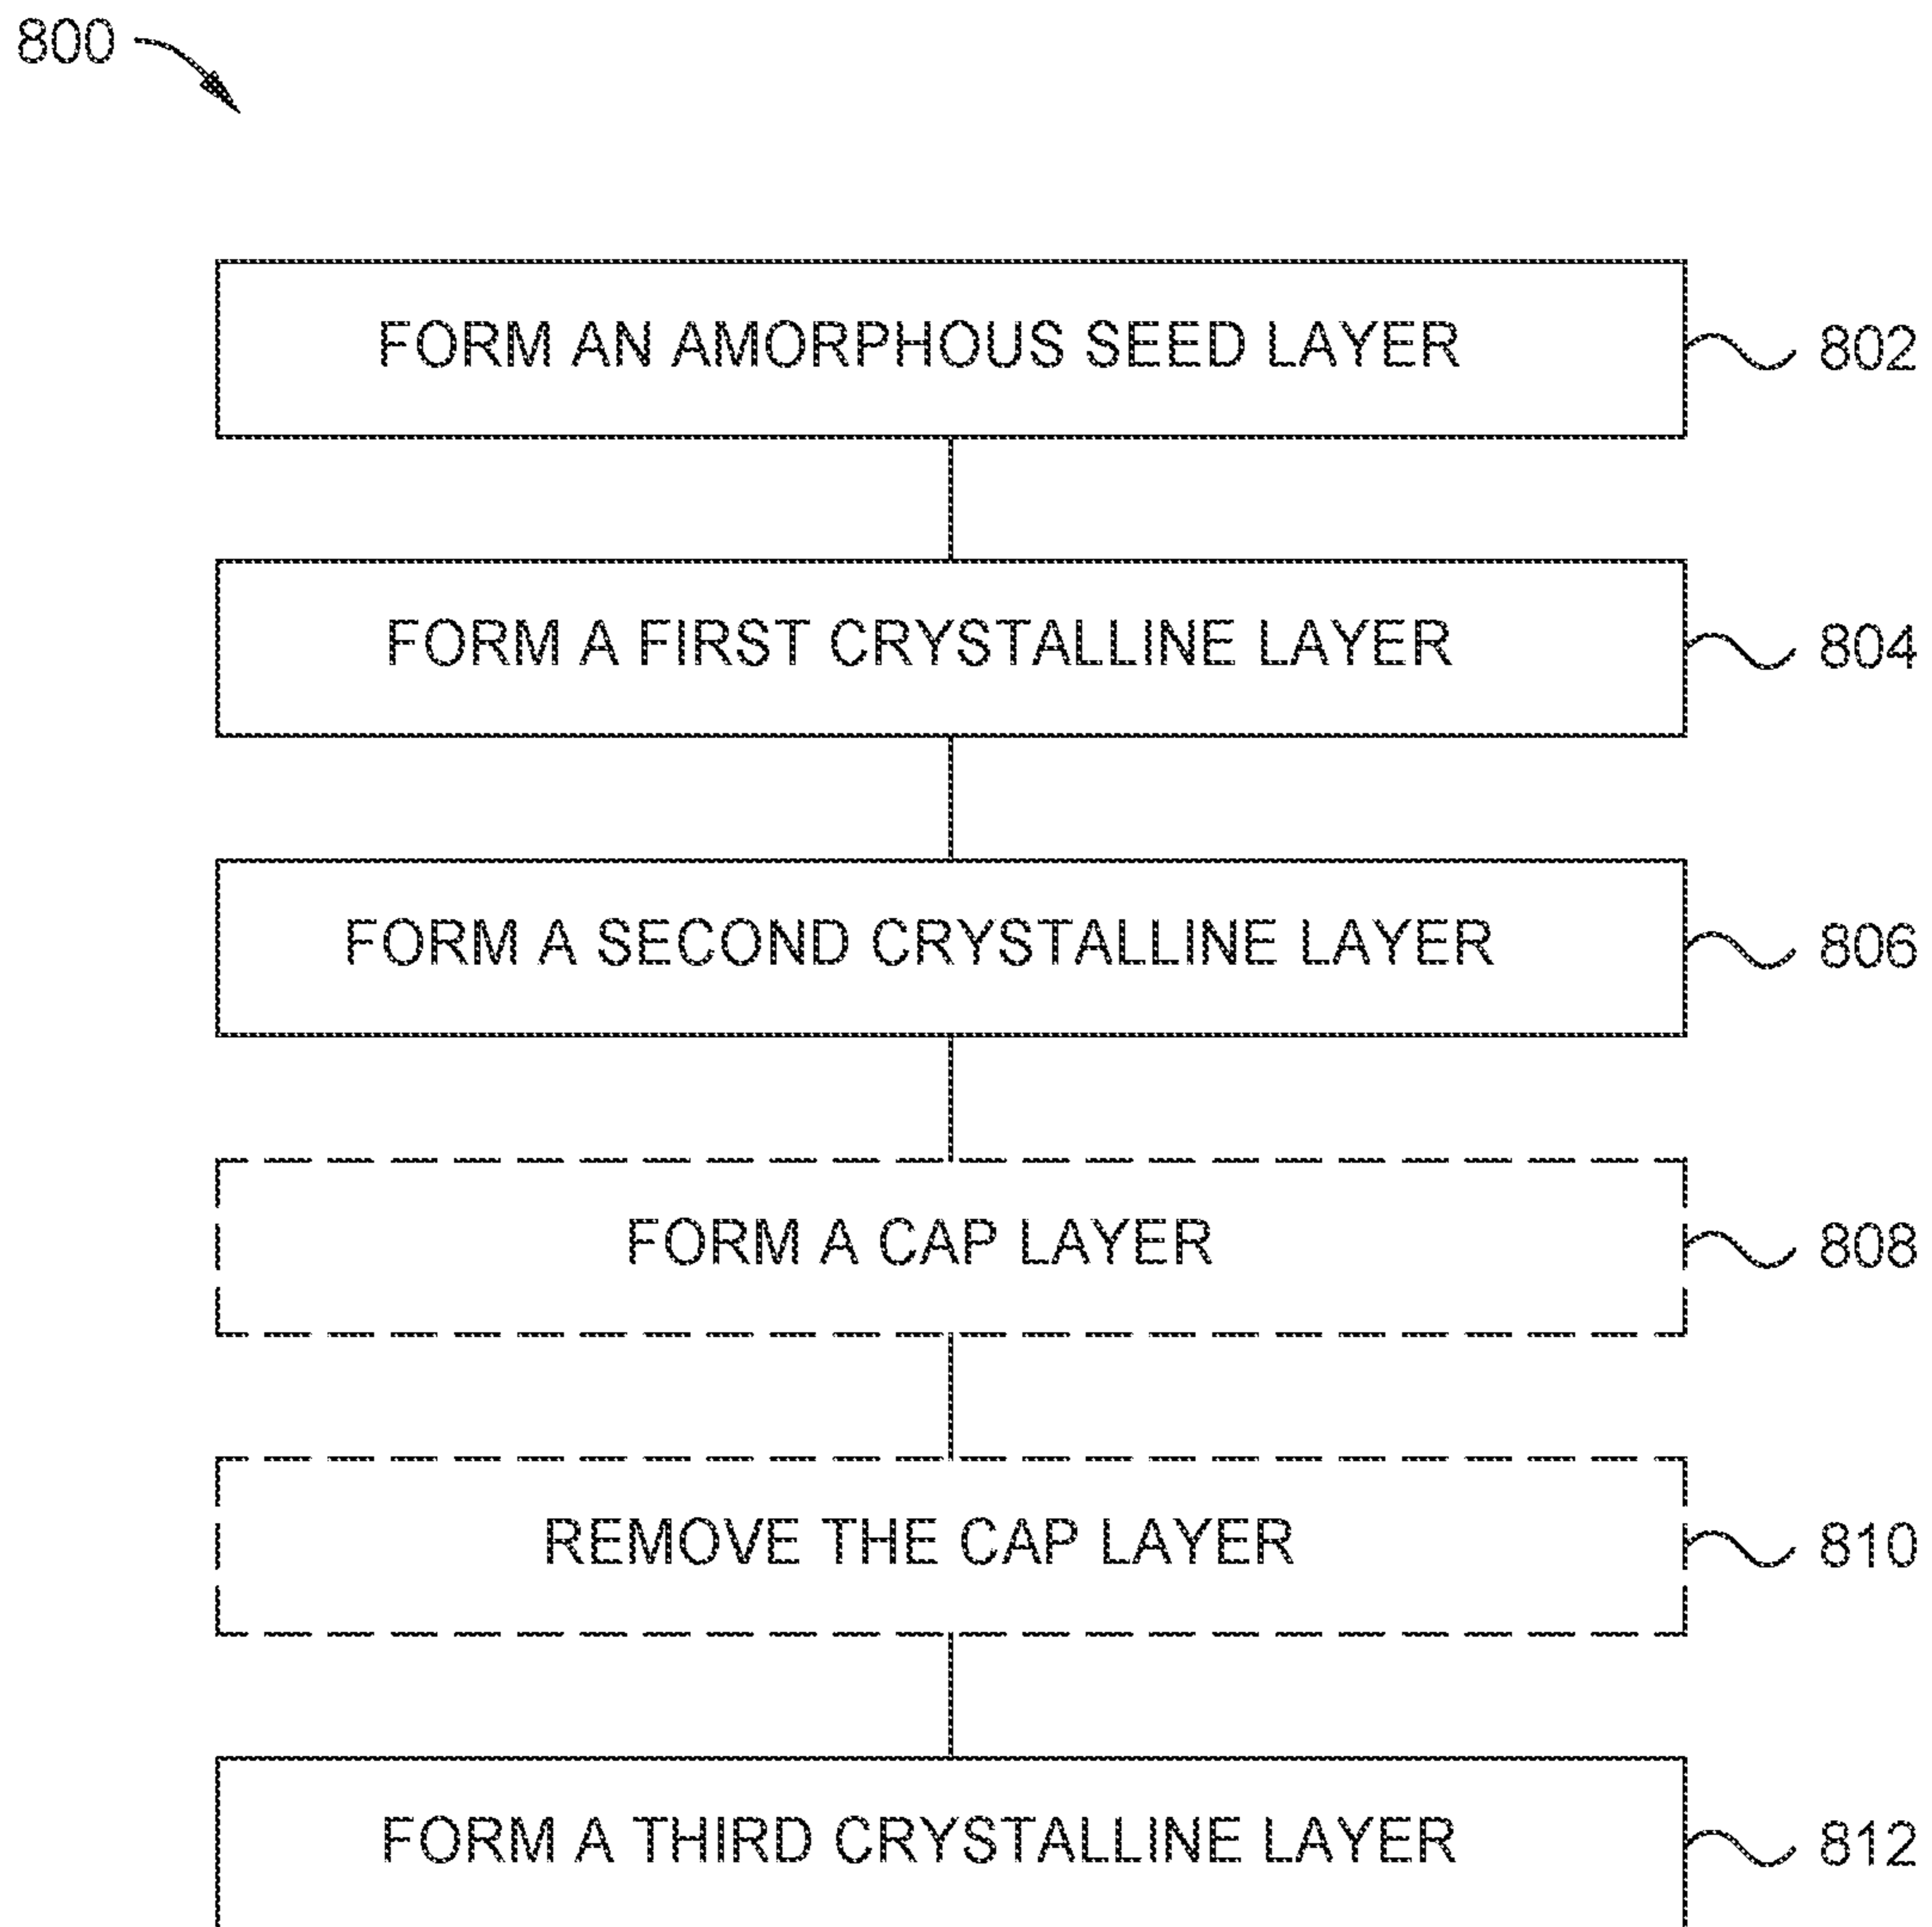 800
FORM AN AMORPHOUS SEED LAYER 802
FORM A FIRST CRYSTALLINE LAYER 804
FORM A SECOND CRYSTALLINE LAYER 806
FORM A CAP LAYER 808
REMOVE THE CAP LAYER 810
FORM A THIRD CRYSTALLINE LAYER 812